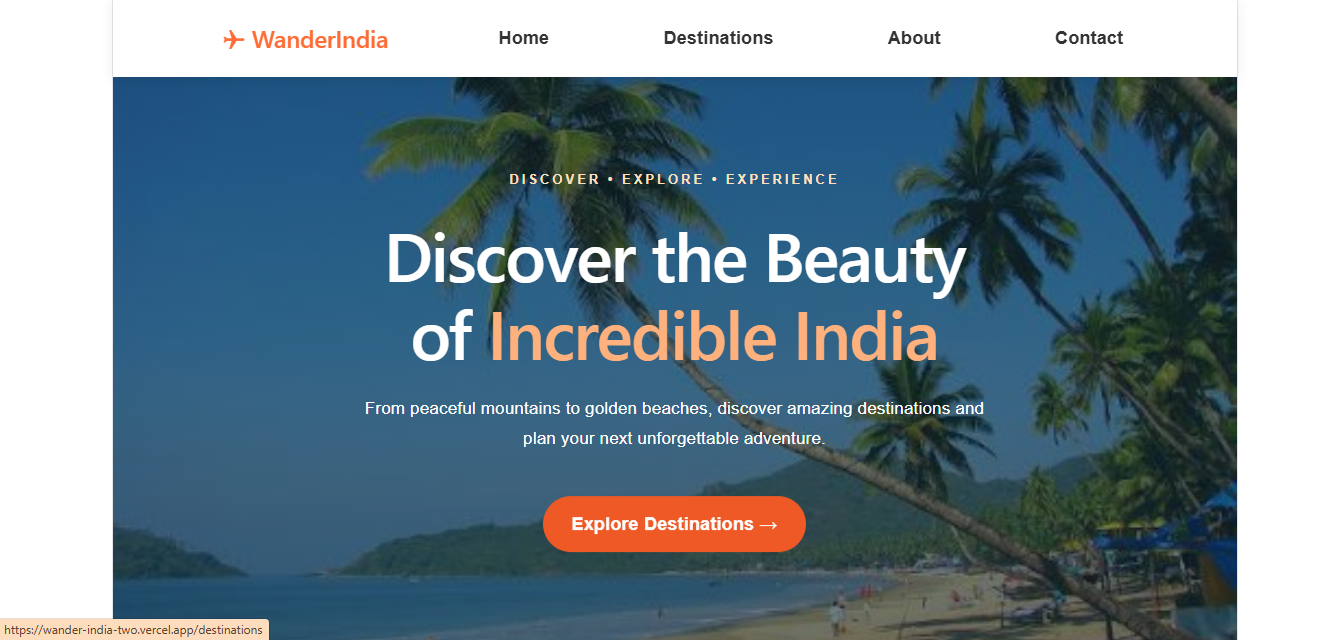 ✈ WanderIndia
Home
Destinations
About
Contact
DISCOVER • EXPLORE • EXPERIENCE
Discover the Beauty
of Incredible India
From peaceful mountains to golden beaches, discover amazing destinations and
plan your next unforgettable adventure.
Explore Destinations →
https://wander-india-two.vercel.app/destinations